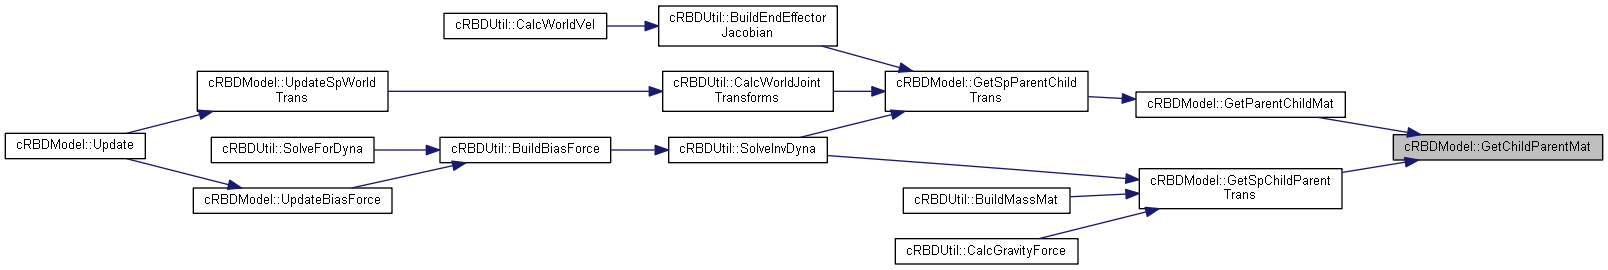 cRBDUtil::CalcWorldVel
cRBDUtil::BuildEndEffector
Jacobian
cRBDModel::UpdateSpWorld
Trans
cRBDUtil::CalcWorldJoint
Transforms
cRBDModel::GetSpParentChild
Trans
cRBDModel::GetParentChildMat
cRBDModel::Update
cRBDUtil::SolveForDyna
cRBDUtil::BuildBiasForce
cRBDUtil::SolveInvDyna
cRBDModel::GetChildParentMat
cRBDModel::UpdateBiasForce
cRBDUtil::BuildMassMat
cRBDModel::GetSpChildParent
Trans
cRBDUtil::CalcGravityForce